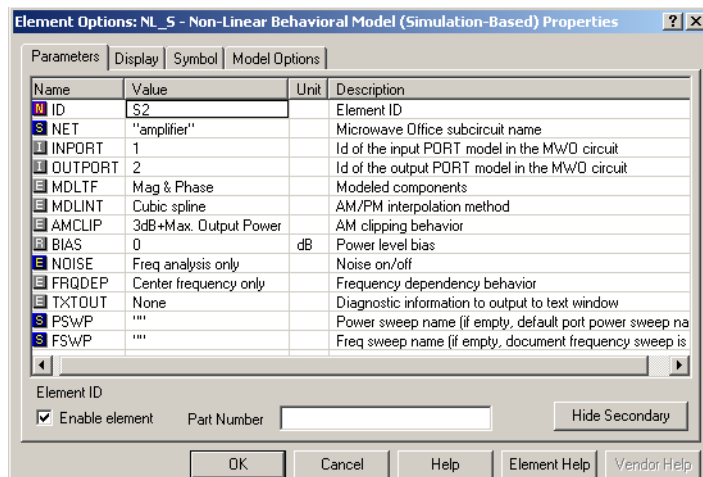 Element Options: NL_S - Non-Linear Behavioral Model (Simulation-Based) Properties
Parameters Display Symbol Model Options
Name Value Unit Description
N ID S2 Element ID
S NET "amplifier" Microwave Office subcircuit name
I INPORT 1 Id of the input PORT model in the MWO circuit
I OUTPORT 2 Id of the output PORT model in the MWO circuit
E MDLTF Mag & Phase Modeled components
E MDLINT Cubic spline AM/PM interpolation method
E AMCLIP 3dB+Max. Output Power AM clipping behavior
R BIAS 0 dB Power level bias
E NOISE Freq analysis only Noise on/off
E FRQDEP Center frequency only Frequency dependency behavior
E TXTOUT None Diagnostic information to output to text window
S PSWP "" Power sweep name (if empty, default port power sweep na
S FSWP "" Freq sweep name (if empty, document frequency sweep is
Element ID
Enable element Part Number Hide Secondary
OK Cancel Help Element Help Vendor Help